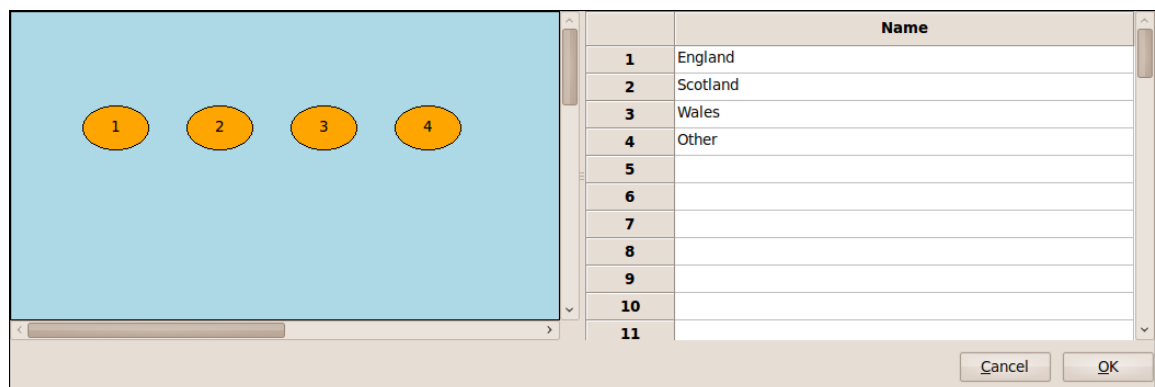 1 2 3 4
Name
1 England
2 Scotland
3 Wales
4 Other
5
6
7
8
9
10
11
Cancel OK